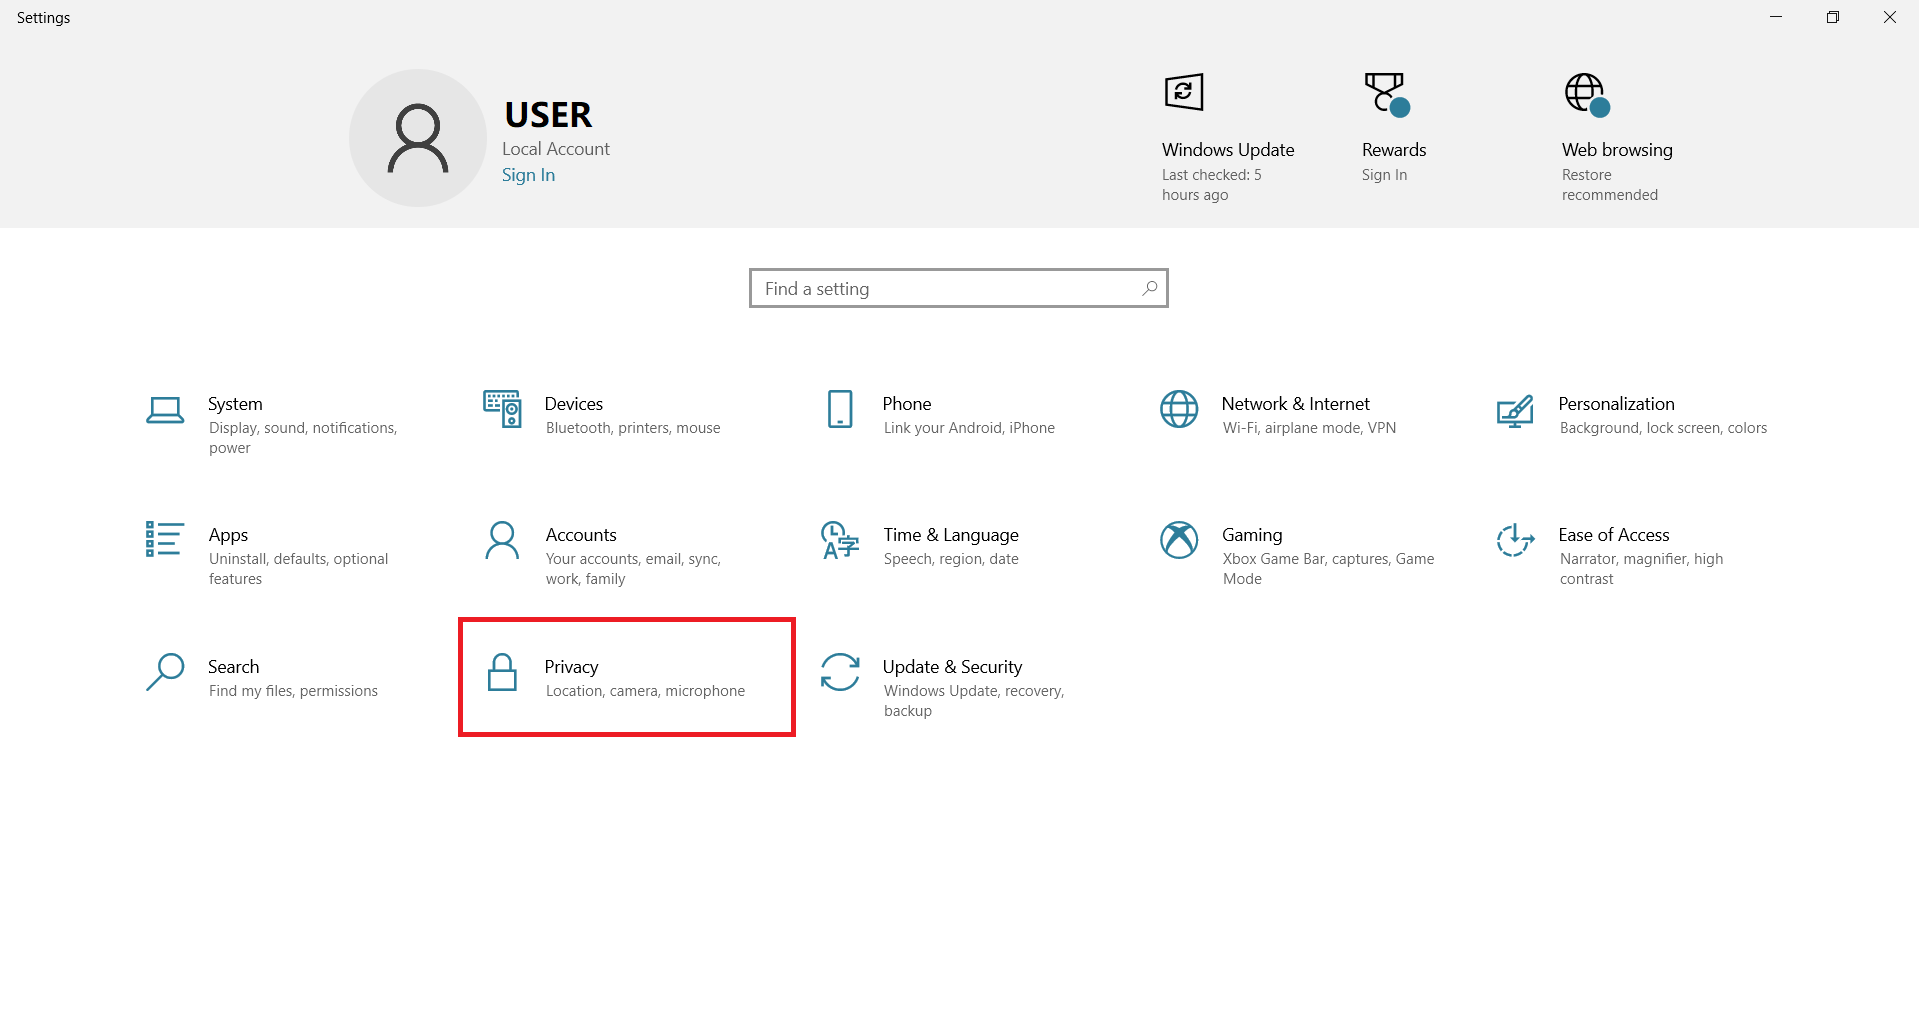 Settings
USER
Local Account
Sign In
Windows Update
Last checked: 5
hours ago
Rewards
Sign In
Web browsing
Restore
recommended
Find a setting
System
Display, sound, notifications,
power
Devices
Bluetooth, printers, mouse
Phone
Link your Android, iPhone
Network & Internet
Wi-Fi, airplane mode, VPN
Personalization
Background, lock screen, colors
Apps
Uninstall, defaults, optional
features
Accounts
Your accounts, email, sync,
work, family
Time & Language
Speech, region, date
Gaming
Xbox Game Bar, captures, Game
Mode
Ease of Access
Narrator, magnifier, high
contrast
Search
Find my files, permissions
Privacy
Location, camera, microphone
Update & Security
Windows Update, recovery,
backup